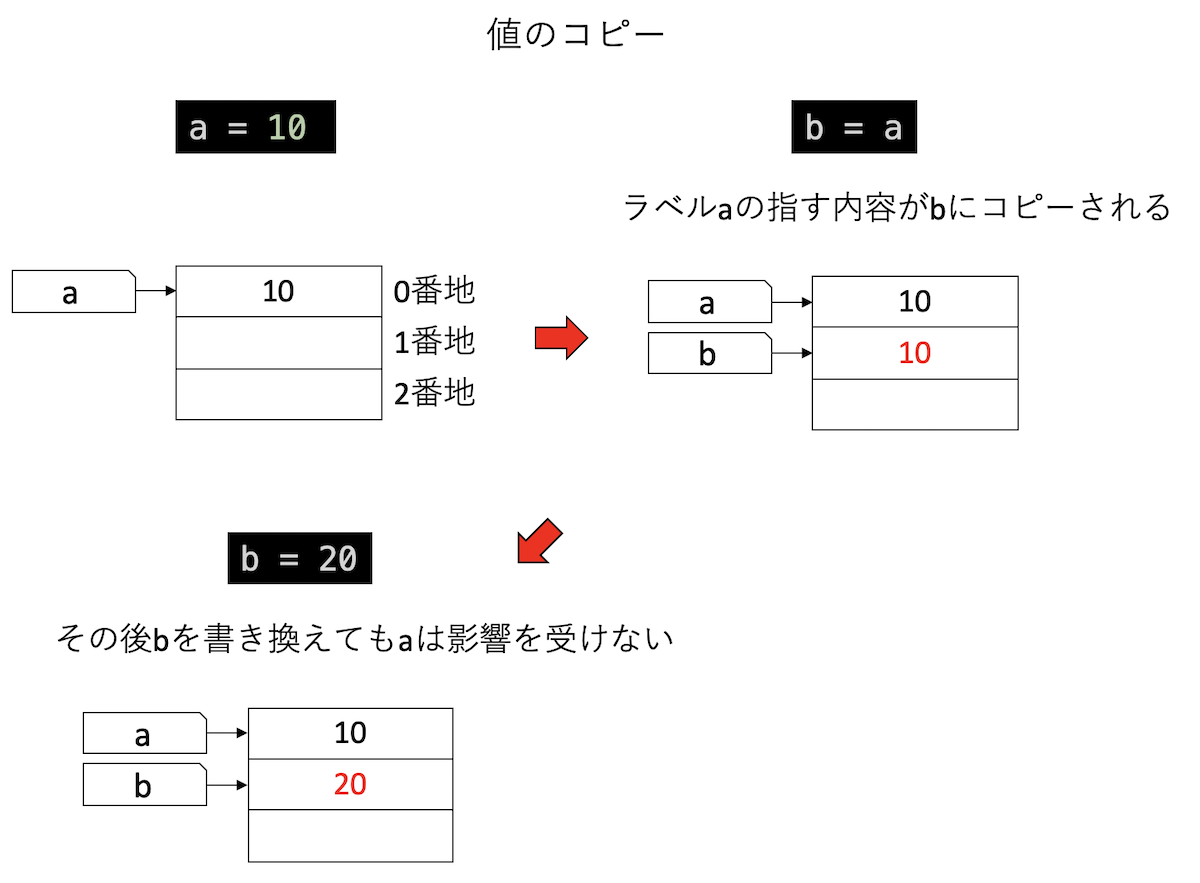 値のコピー
a = 10
b = a
ラベルaの指す内容がbにコピーされる
a
10
0番地
1番地
2番地
a
10
b
10
b = 20
その後bを書き換えてもaは影響を受けない
a
10
b
20